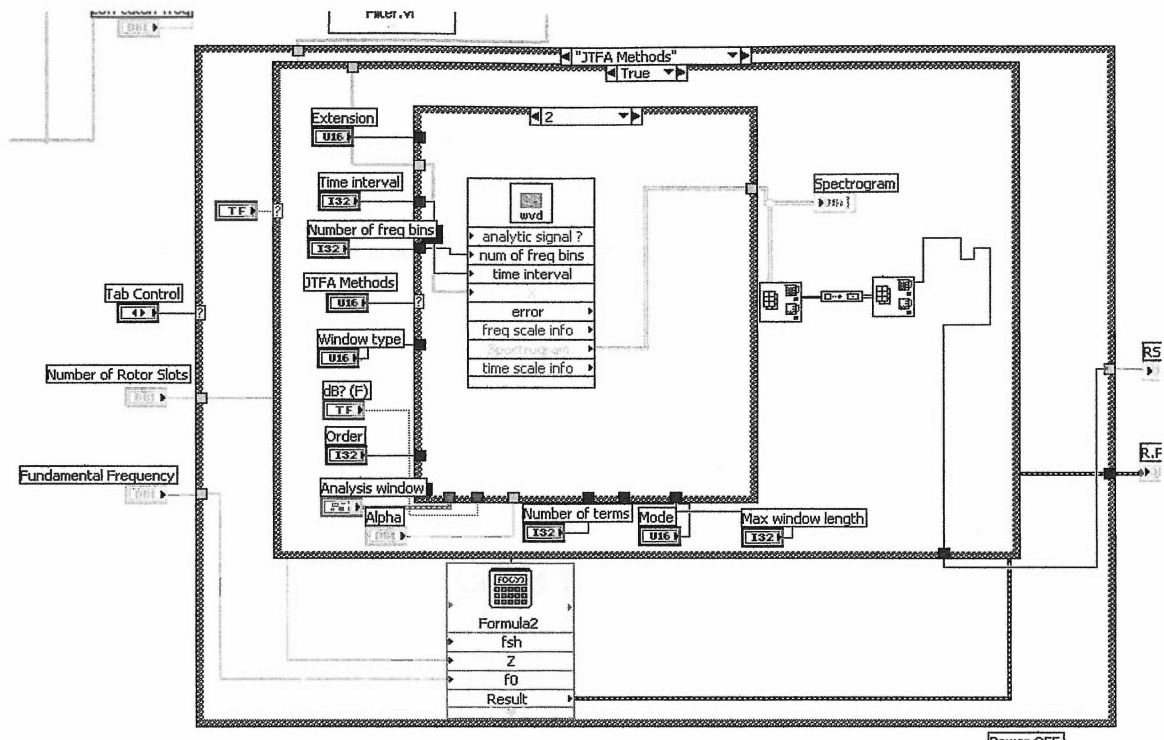 Filter.vi
DBL
"JTFA Methods"
True
2
Extension
U16
Time interval
I32
Number of freq bins
I32
JTFA Methods
U16
Window type
U16
dB? (F)
TF
Order
I32
Analysis window
Alpha
DBL
TF
?
Tab Control
?
?
Number of Rotor Slots
DBL
Fundamental Frequency
DBL
wvd
analytic signal ?
num of freq bins
time interval
error
freq scale info
Spectrogram
time scale info
Spectrogram
Number of terms
I32
Mode
U16
Max window length
I32
RS
R.F
Formula2
fsh
Z
f0
Result
Power OFF